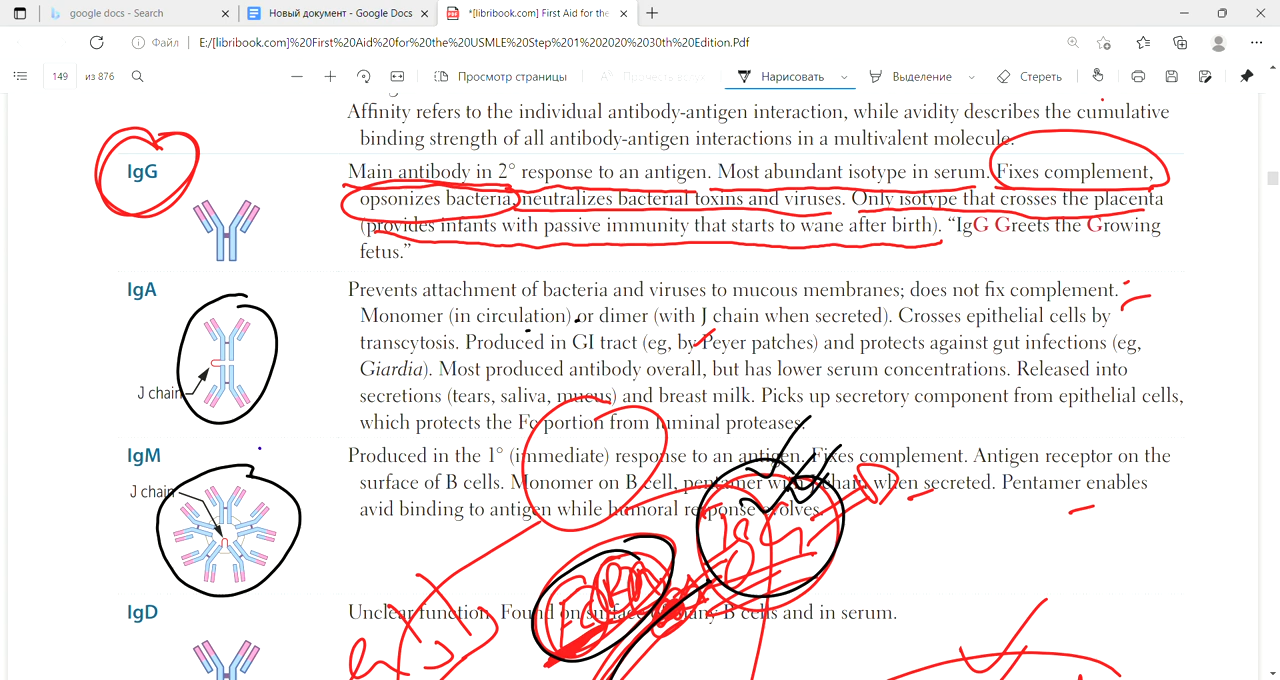 google docs - Search
Новый документ - Google Docs
*[libribook.com] First Aid for the
Файл
E:/[libribook.com]%20First%20Aid%20for%20the%20USMLE%20Step%201%202020%2030th%20Edition.Pdf
149 из 876
Просмотр страницы
Прочесть вслух
Нарисовать
Выделение
Стереть
Affinity refers to the individual antibody-antigen interaction, while avidity describes the cumulative
binding strength of all antibody-antigen interactions in a multivalent molecule.
IgG
Main antibody in 2° response to an antigen. Most abundant isotype in serum. Fixes complement,
opsonizes bacteria, neutralizes bacterial toxins and viruses. Only isotype that crosses the placenta
(provides infants with passive immunity that starts to wane after birth). “IgG Greets the Growing
fetus.”
IgA
J chain
Prevents attachment of bacteria and viruses to mucous membranes; does not fix complement.
Monomer (in circulation) or dimer (with J chain when secreted). Crosses epithelial cells by
transcytosis. Produced in GI tract (eg, by Peyer patches) and protects against gut infections (eg,
Giardia). Most produced antibody overall, but has lower serum concentrations. Released into
secretions (tears, saliva, mucus) and breast milk. Picks up secretory component from epithelial cells,
which protects the Fc portion from luminal proteases.
IgM
J chain
Produced in the 1° (immediate) response to an antigen. Fixes complement. Antigen receptor on the
surface of B cells. Monomer on B cell, pentamer with J chain when secreted. Pentamer enables
avid binding to antigen while humoral response evolves.
IgD
Unclear function. Found on surface of many B cells and in serum.